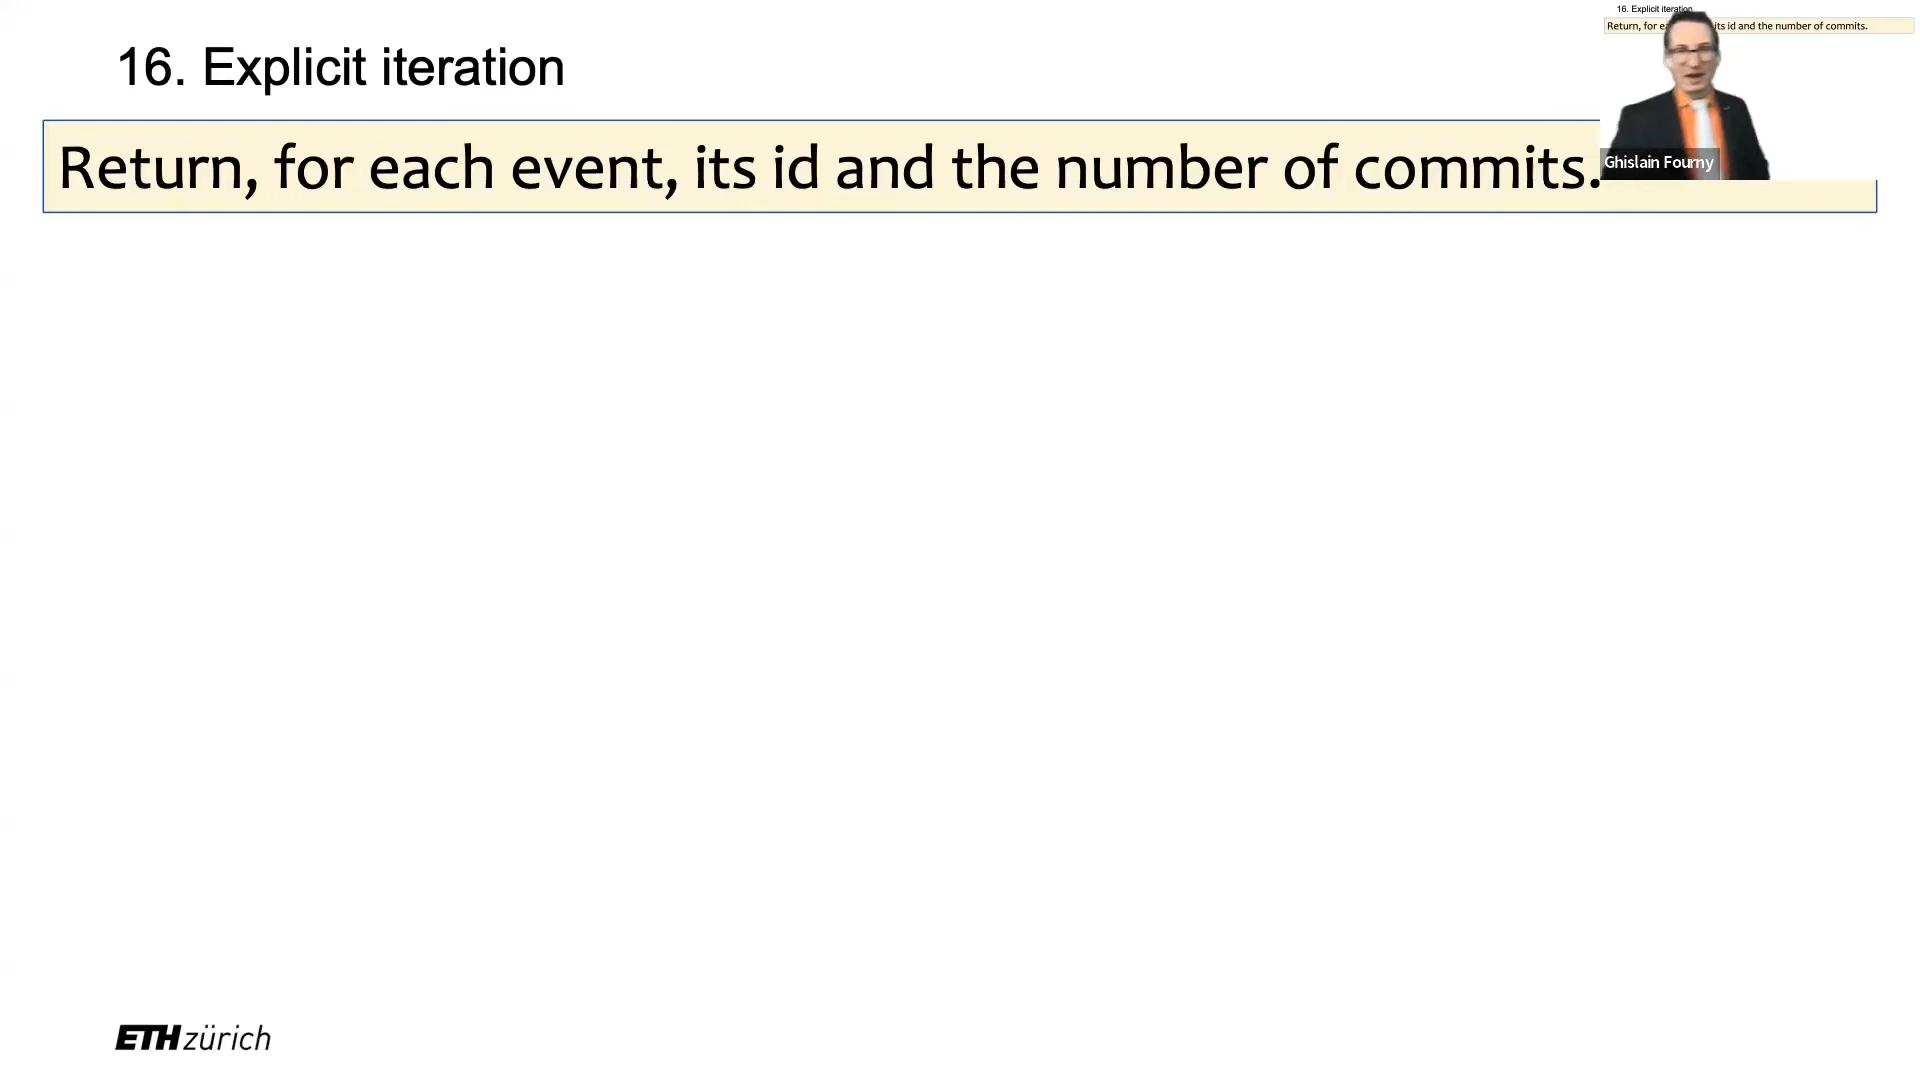 16. Explicit iteration
Return, for each event, its id and the number of commits.
16. Explicit iteration
Return, for ea its id and the number of commits.
Ghislain Fourny
ETH zürich